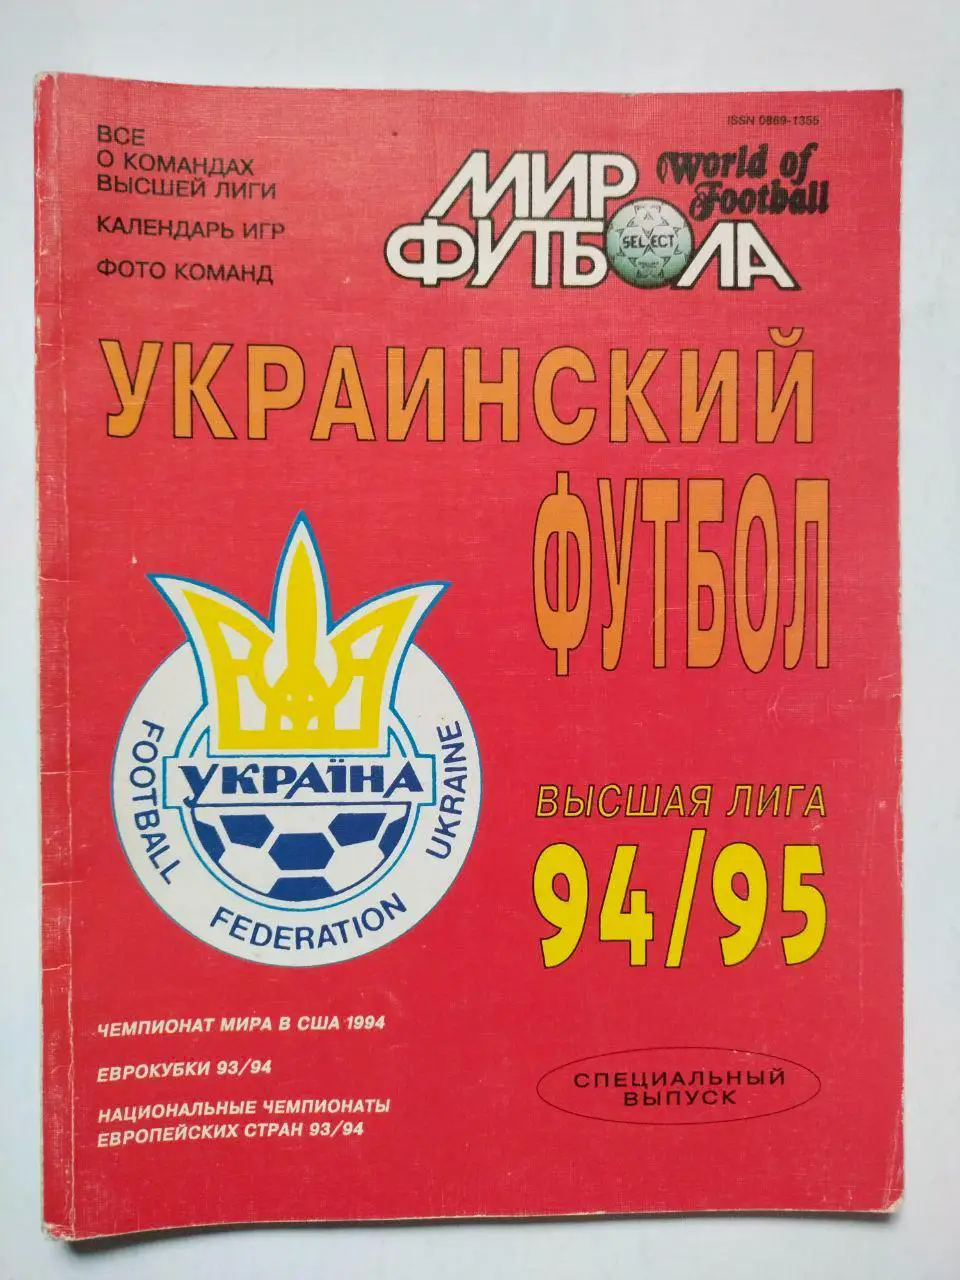 ISSN 0869-1355
ВСЕ
О КОМАНДАХ
ВЫСШЕЙ ЛИГИ
КАЛЕНДАРЬ ИГР
ФОТО КОМАНД
МИР
ФУТБОЛА
World of
Football
SELECT
УКРАИНСКИЙ
ФУТБОЛ
УКРАЇНА
FOOTBALL
FEDERATION
UKRAINE
ВЫСШАЯ ЛИГА
94/95
ЧЕМПИОНАТ МИРА В США 1994
ЕВРОКУБКИ 93/94
НАЦИОНАЛЬНЫЕ ЧЕМПИОНАТЫ
ЕВРОПЕЙСКИХ СТРАН 93/94
СПЕЦИАЛЬНЫЙ
ВЫПУСК